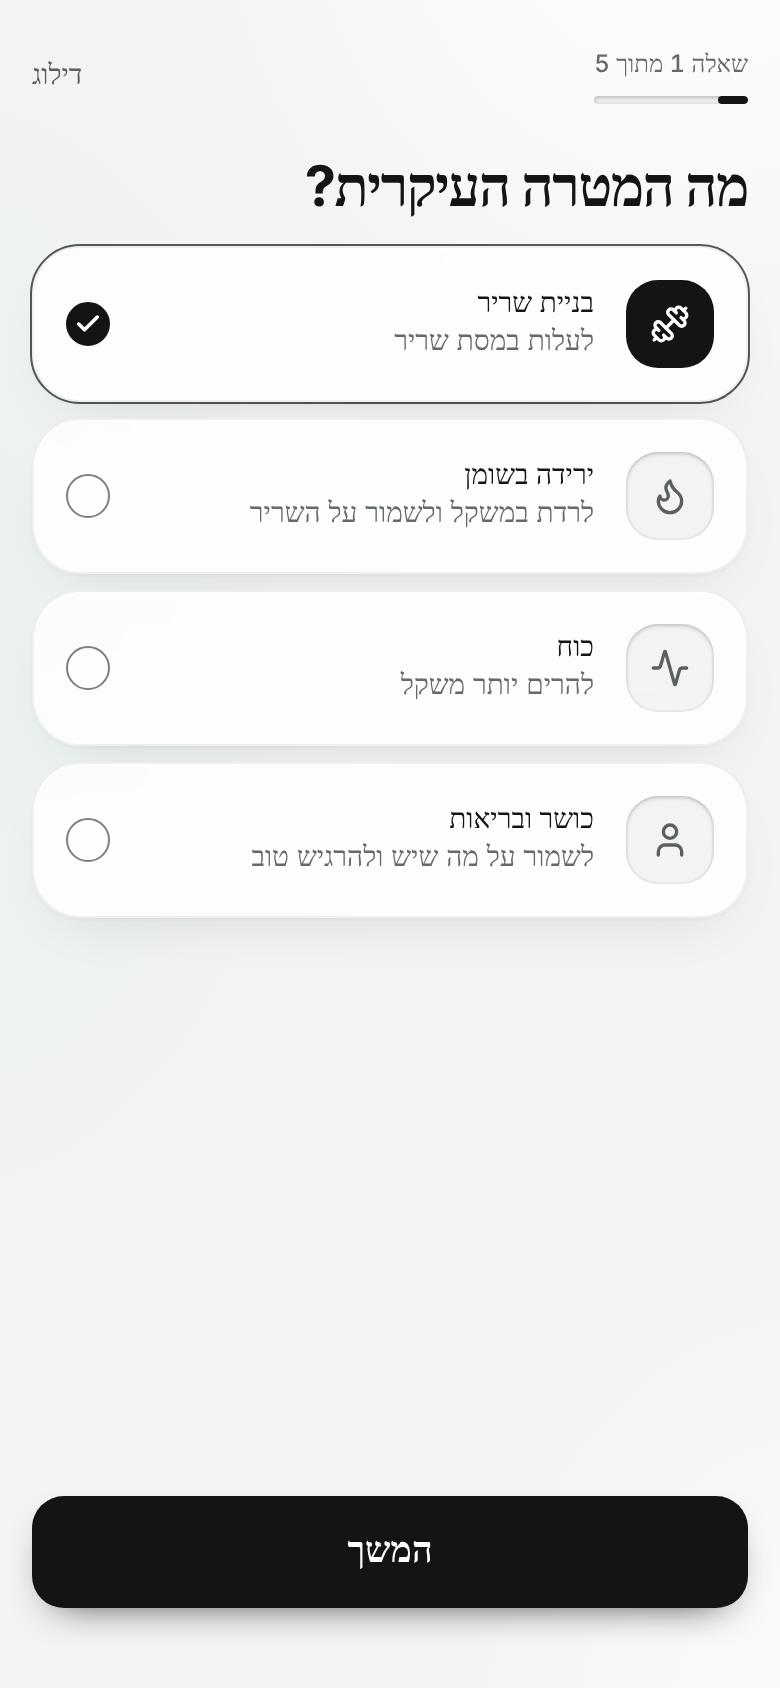 שאלה 1 מתוך 5
דילוג
מה המטרה העיקרית?
בניית שריר
לעלות במסת שריר
ירידה בשומן
לרדת במשקל ולשמור על השריר
כוח
להרים יותר משקל
כושר ובריאות
לשמור על מה שיש ולהרגיש טוב
המשך